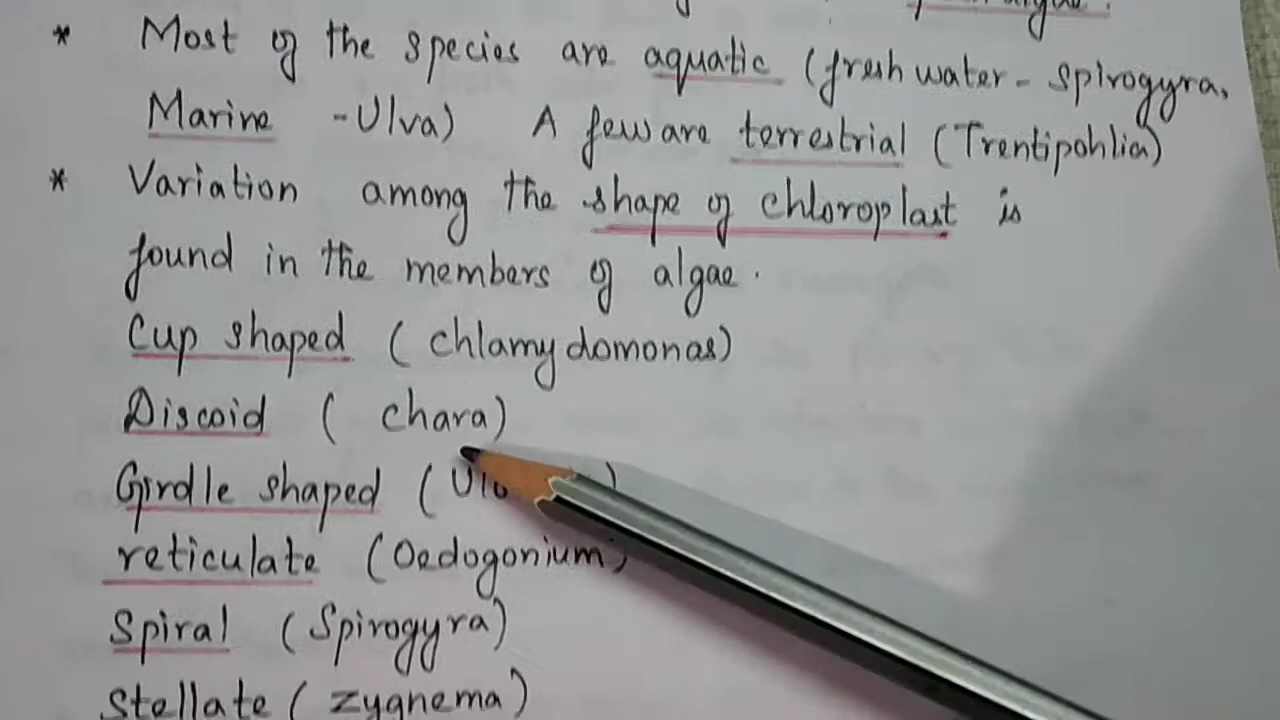 * Most of the species are aquatic (fresh water - spirogyra,
Marine - Ulva) A few are terrestrial (Trentipohlia)
* Variation among the shape of chloroplast is
found in the members of algae.
Cup shaped (chlamydomonas)
Discoid (chara)
Girdle shaped ( )
reticulate (Oedogonium)
Spiral (Spirogyra)
Stellate (zygnema)